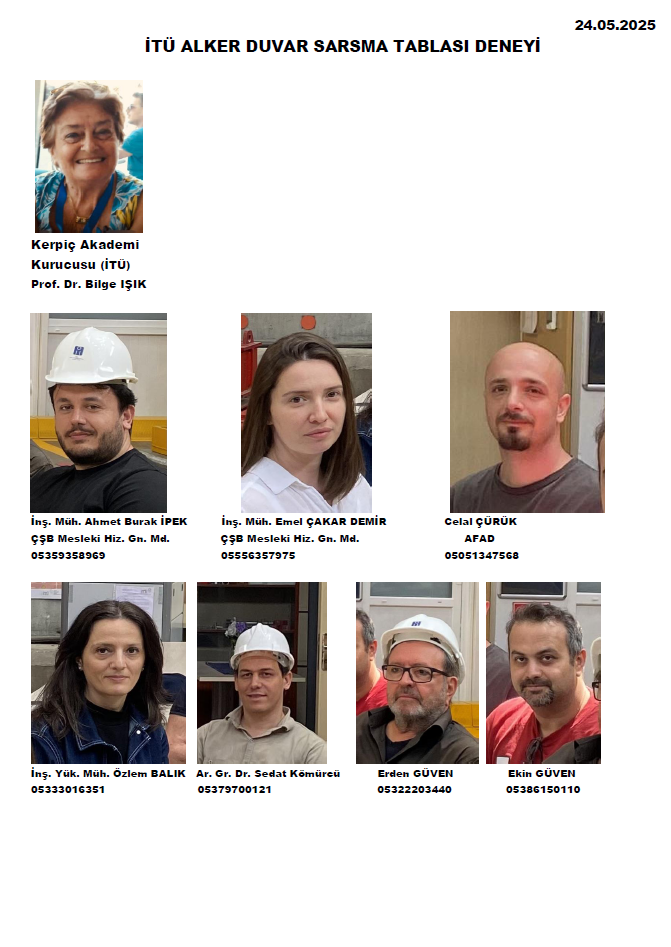 24.05.2025
İTÜ ALKER DUVAR SARSMA TABLASI DENEYİ
Kerpiç Akademi
Kurucusu (İTÜ)
Prof. Dr. Bilge IŞIK
İnş. Müh. Ahmet Burak İPEK
ÇŞB Mesleki Hiz. Gn. Md.
05359358969
İnş. Müh. Emel ÇAKAR DEMİR
ÇŞB Mesleki Hiz. Gn. Md.
05556357975
Celal ÇÜRÜK
AFAD
05051347568
İnş. Yük. Müh. Özlem BALIK
05333016351
Ar. Gr. Dr. Sedat Kömürcü
05379700121
Erden GÜVEN
05322203440
Ekin GÜVEN
05386150110